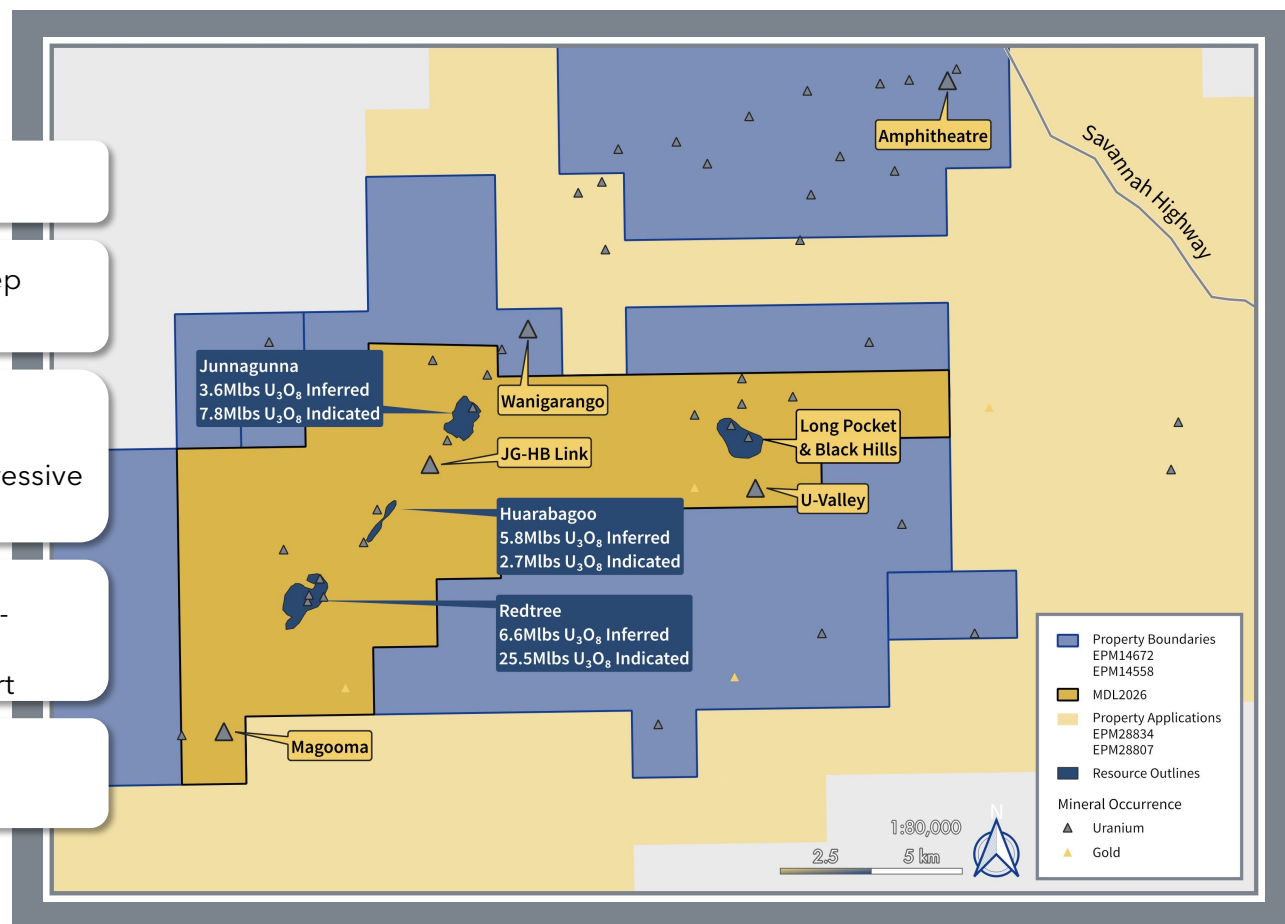 ep
essive
-
rt
Amphitheatre
Savannah Highway
Junnagunna
3.6Mlbs U₃O₈ Inferred
7.8Mlbs U₃O₈ Indicated
Wanigarango
JG-HB Link
Long Pocket
& Black Hills
U-Valley
Huarabagoo
5.8Mlbs U₃O₈ Inferred
2.7Mlbs U₃O₈ Indicated
Redtree
6.6Mlbs U₃O₈ Inferred
25.5Mlbs U₃O₈ Indicated
Magooma
Property Boundaries
EPM14672
EPM14558
MDL2026
Property Applications
EPM28834
EPM28807
Resource Outlines
Mineral Occurrence
Uranium
Gold
N
1:80,000
2.5 5 km